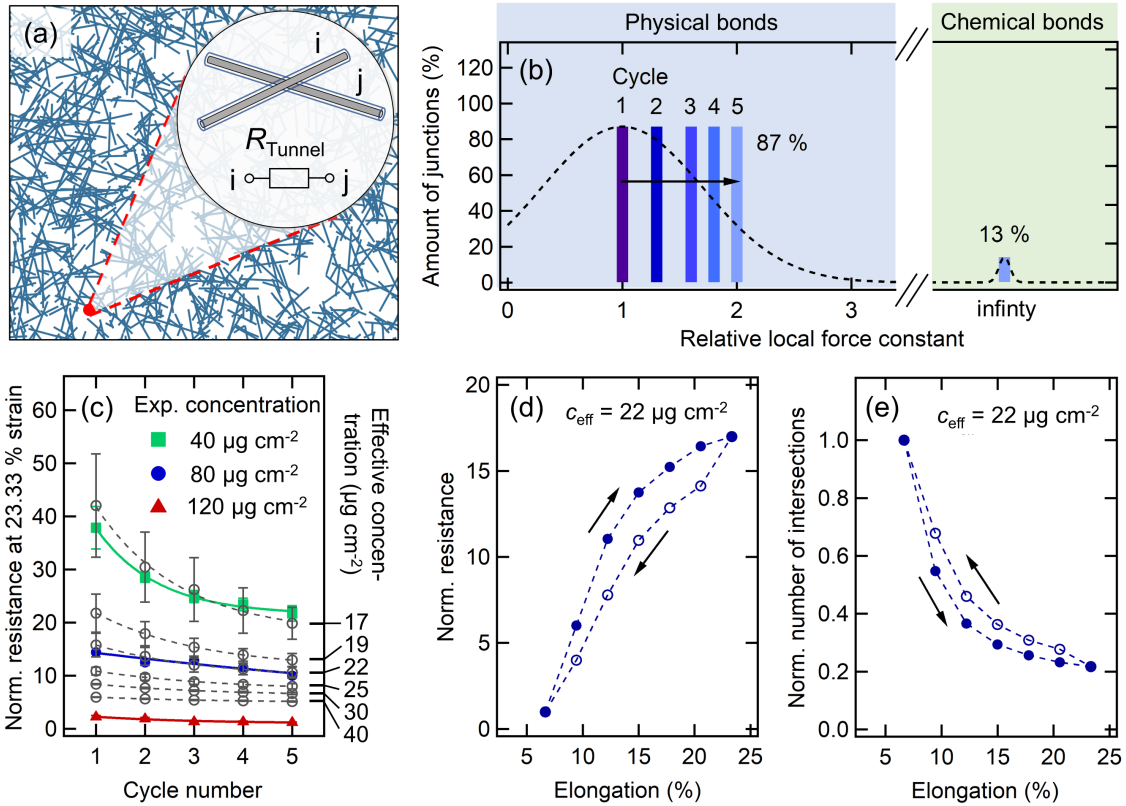 (a)
i
j
R Tunnel
i
j
Physical bonds
Chemical bonds
(b)
Cycle
1 2 3 4 5
87 %
13 %
Amount of junctions (%)
120
100
80
60
40
20
0
0 1 2 3
infinty
Relative local force constant
(c)
Exp. concentration
40 µg cm-2
80 µg cm-2
120 µg cm-2
Norm. resistance at 23.33 % strain
60
50
40
30
20
10
0
1 2 3 4 5
Cycle number
Effective concen-
tration (µg cm-2)
17
19
22
25
30
40
(d)
ceff = 22 µg cm-2
Norm. resistance
20
15
10
5
0
5 10 15 20 25
Elongation (%)
(e)
ceff = 22 µg cm-2
Norm. number of intersections
1.0
0.8
0.6
0.4
0.2
0
5 10 15 20 25
Elongation (%)